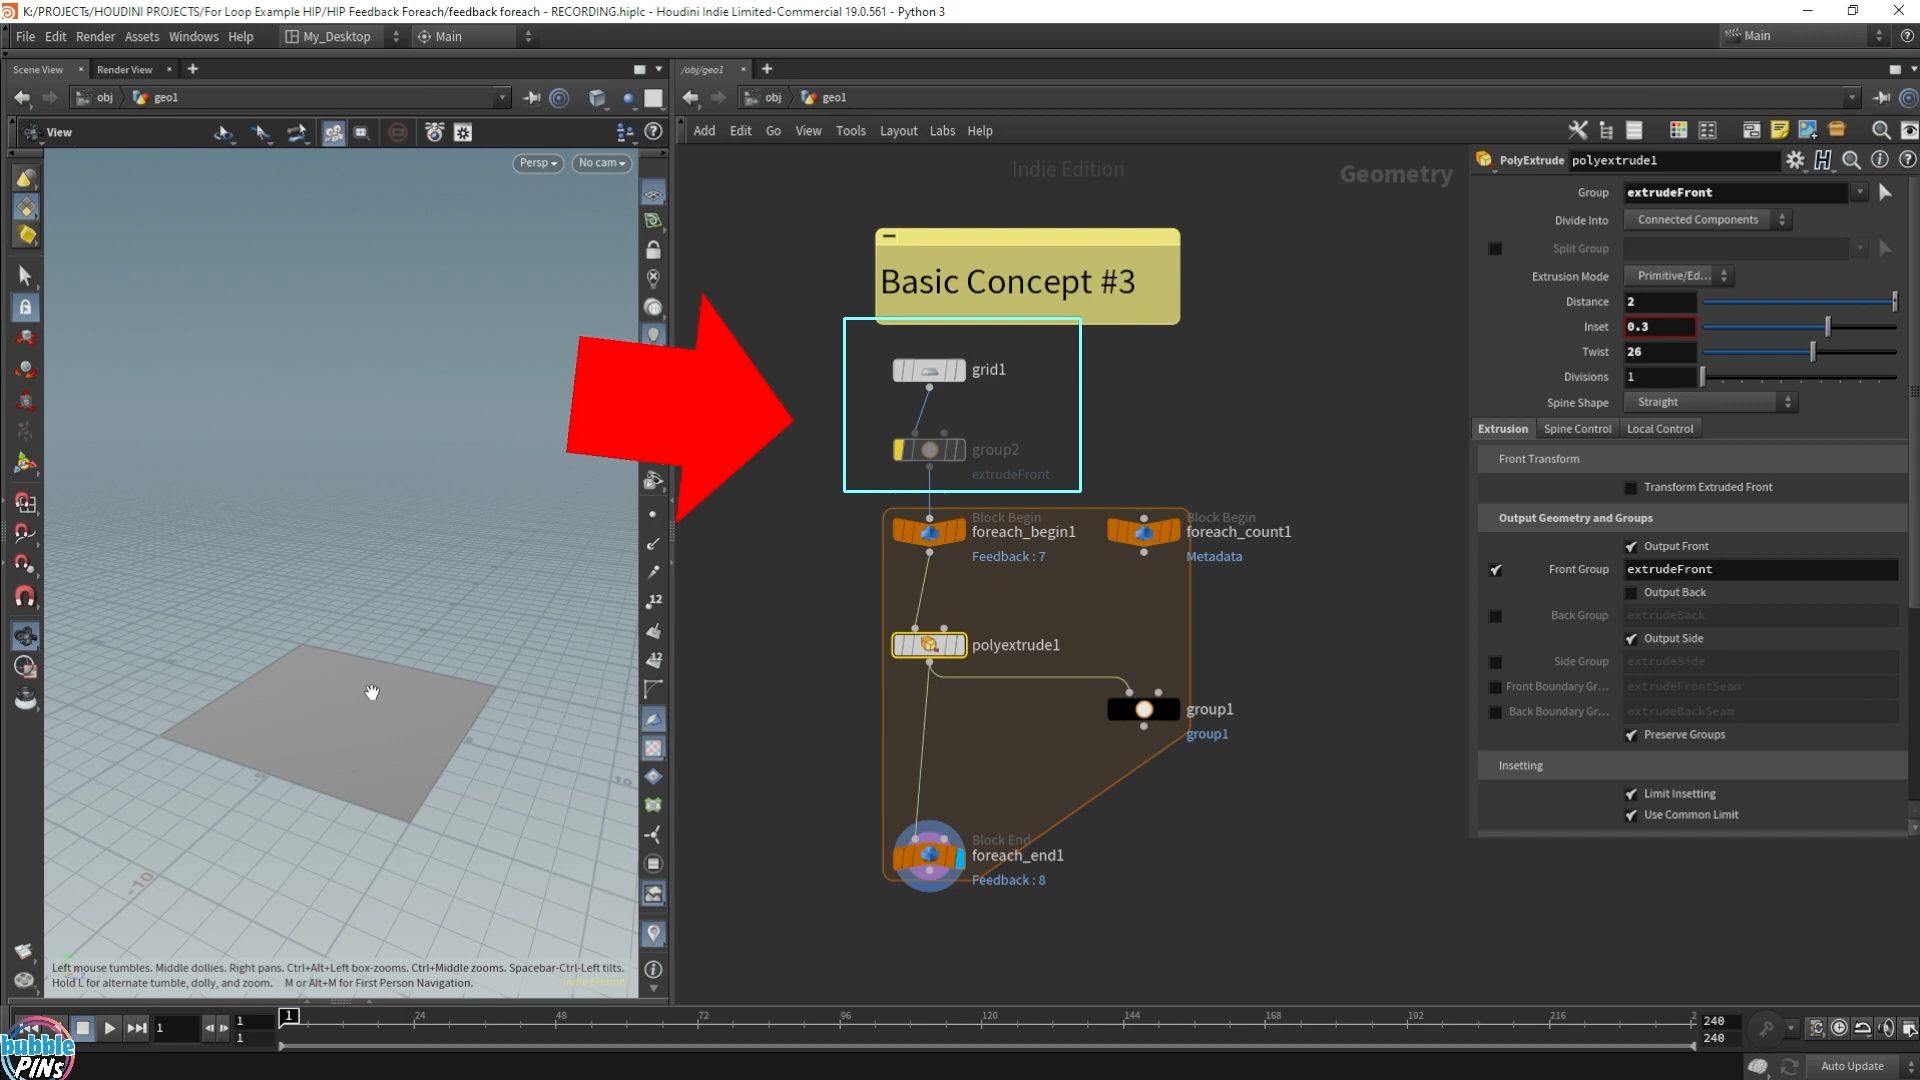 K:/PROJECTs/HOUDINI PROJECTS/For Loop Example HIP/HIP Feedback Foreach/feedback foreach - RECORDING.hiplc - Houdini Indie Limited-Commercial 19.0.561 - Python 3
File Edit Render Assets Windows Help My_Desktop Main Main
Scene View Render View /obj/geo1
obj geo1 obj geo1
View Add Edit Go View Tools Layout Labs Help
Persp No cam
Indie Edition
Geometry
Basic Concept #3
grid1
group2
extrudeFront
Block Begin
foreach_begin1
Feedback : 7
Block Begin
foreach_count1
Metadata
polyextrude1
group1
group1
Block End
foreach_end1
Feedback : 8
PolyExtrude polyextrude1
Group extrudeFront
Divide Into Connected Components
Split Group
Extrusion Mode Primitive/Ed...
Distance 2
Inset 0.3
Twist 26
Divisions 1
Spine Shape Straight
Extrusion Spine Control Local Control
Front Transform
Transform Extruded Front
Output Geometry and Groups
Output Front
Front Group extrudeFront
Output Back
Back Group extrudeBack
Output Side
Side Group extrudeSide
Front Boundary Gr... extrudeFrontSeam
Back Boundary Gr... extrudeBackSeam
Preserve Groups
Insetting
Limit Insetting
Use Common Limit
12
12
-5
10
-10
Left mouse tumbles. Middle dollies. Right pans. Ctrl+Alt+Left box-zooms. Ctrl+Middle zooms. Spacebar-Ctrl-Left tilts.
Hold L for alternate tumble, dolly, and zoom. M or Alt+M for First Person Navigation.
Indie Edition
1 1 1 24 48 72 96 120 144 168 192 216 2 240
1 240
bubble
PINs
Auto Update